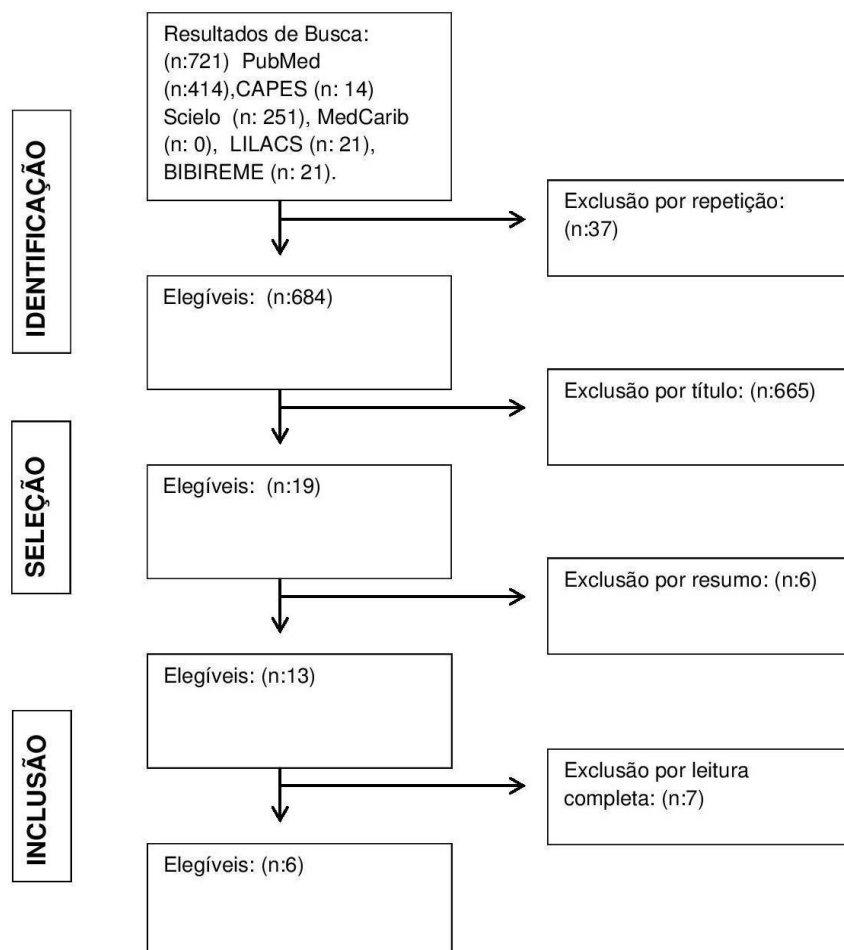 Resultados de Busca:
(n:721)  PubMed
(n:414),CAPES (n: 14)
Scielo  (n: 251), MedCarib
(n: 0),  LILACS (n: 21),
BIBIREME (n: 21).
IDENTIFICAÇÃO
Exclusão por repetição:
(n:37)
Elegíveis:  (n:684)
Exclusão por título: (n:665)
SELEÇÃO
Elegíveis:  (n:19)
Exclusão por resumo: (n:6)
Elegíveis: (n:13)
INCLUSÃO
Exclusão por leitura
completa: (n:7)
Elegíveis: (n:6)